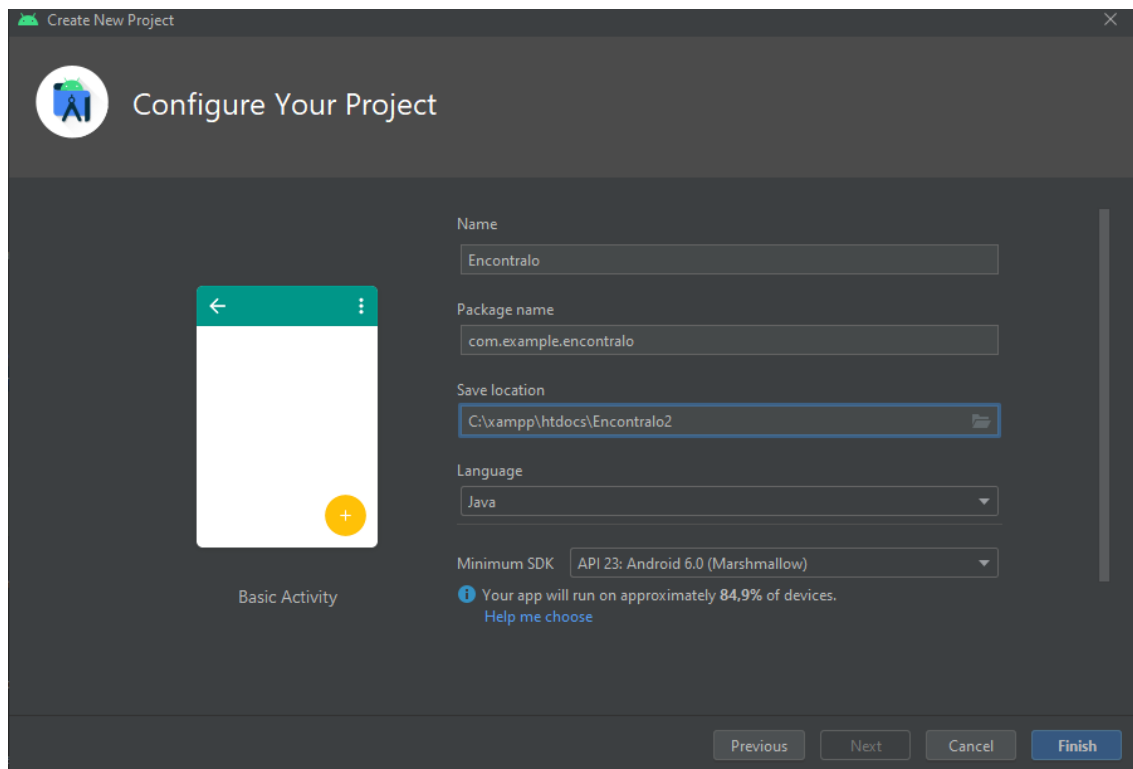 Create New Project
Configure Your Project
Name
Encontralo
Package name
com.example.encontralo
Save location
C:\xampp\htdocs\Encontralo2
Language
Java
Minimum SDK API 23: Android 6.0 (Marshmallow)
Your app will run on approximately 84,9% of devices.
Help me choose
Basic Activity
Previous Next Cancel Finish